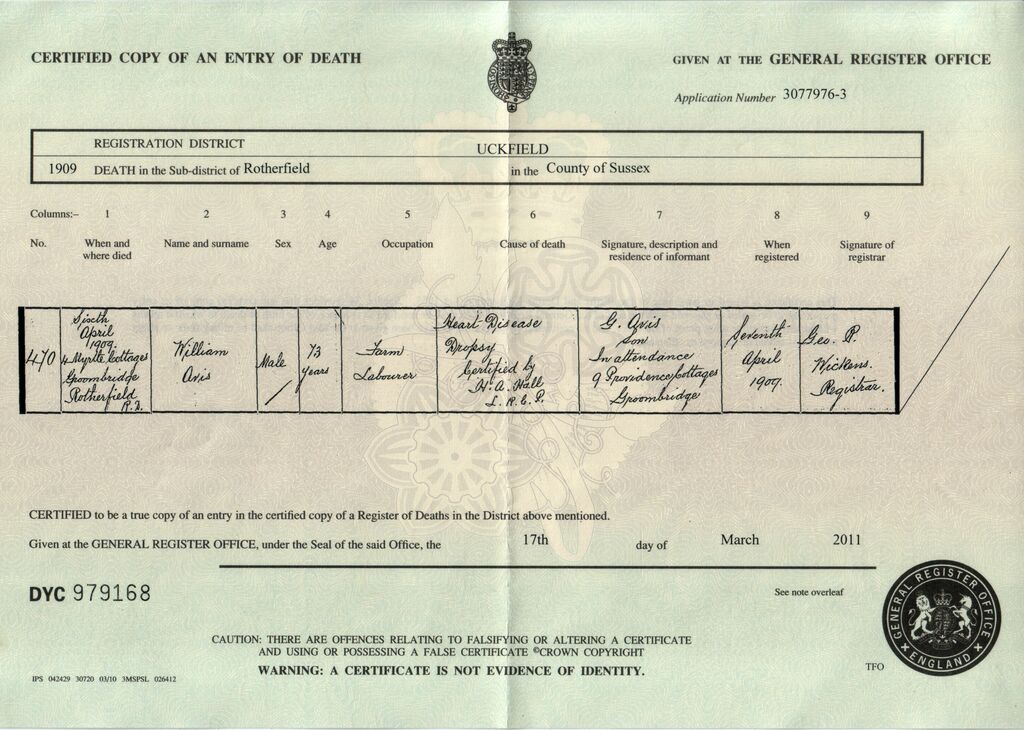 CERTIFIED COPY OF AN ENTRY OF DEATH
GIVEN AT THE GENERAL REGISTER OFFICE
Application Number 3077976-3
REGISTRATION DISTRICT UCKFIELD
1909 DEATH in the Sub-district of Rotherfield in the County of Sussex
Columns:– 1 2 3 4 5 6 7 8 9
No. When and where died Name and surname Sex Age Occupation Cause of death Signature, description and residence of informant When registered Signature of registrar
470
Sixth
April
1909.
4 Myrtle Cottages
Groombridge
Rotherfield
R.D.
William
Avis
Male
73
years
Farm
Labourer
Heart Disease
Dropsy
Certified by
H. A. Hall
L.R.C.P.
G. Avis
Son
In attendance
9 Providence Cottages
Groombridge
Seventh
April
1909.
Geo. P.
Wickens.
Registrar.
CERTIFIED to be a true copy of an entry in the certified copy of a Register of Deaths in the District above mentioned.
Given at the GENERAL REGISTER OFFICE, under the Seal of the said Office, the 17th day of March 2011
DYC 979168
See note overleaf
CAUTION: THERE ARE OFFENCES RELATING TO FALSIFYING OR ALTERING A CERTIFICATE
AND USING OR POSSESSING A FALSE CERTIFICATE ©CROWN COPYRIGHT
WARNING: A CERTIFICATE IS NOT EVIDENCE OF IDENTITY.
GENERAL REGISTER OFFICE
ENGLAND
TFO
IPS 042429 30720 03/10 3MSPSL 026412